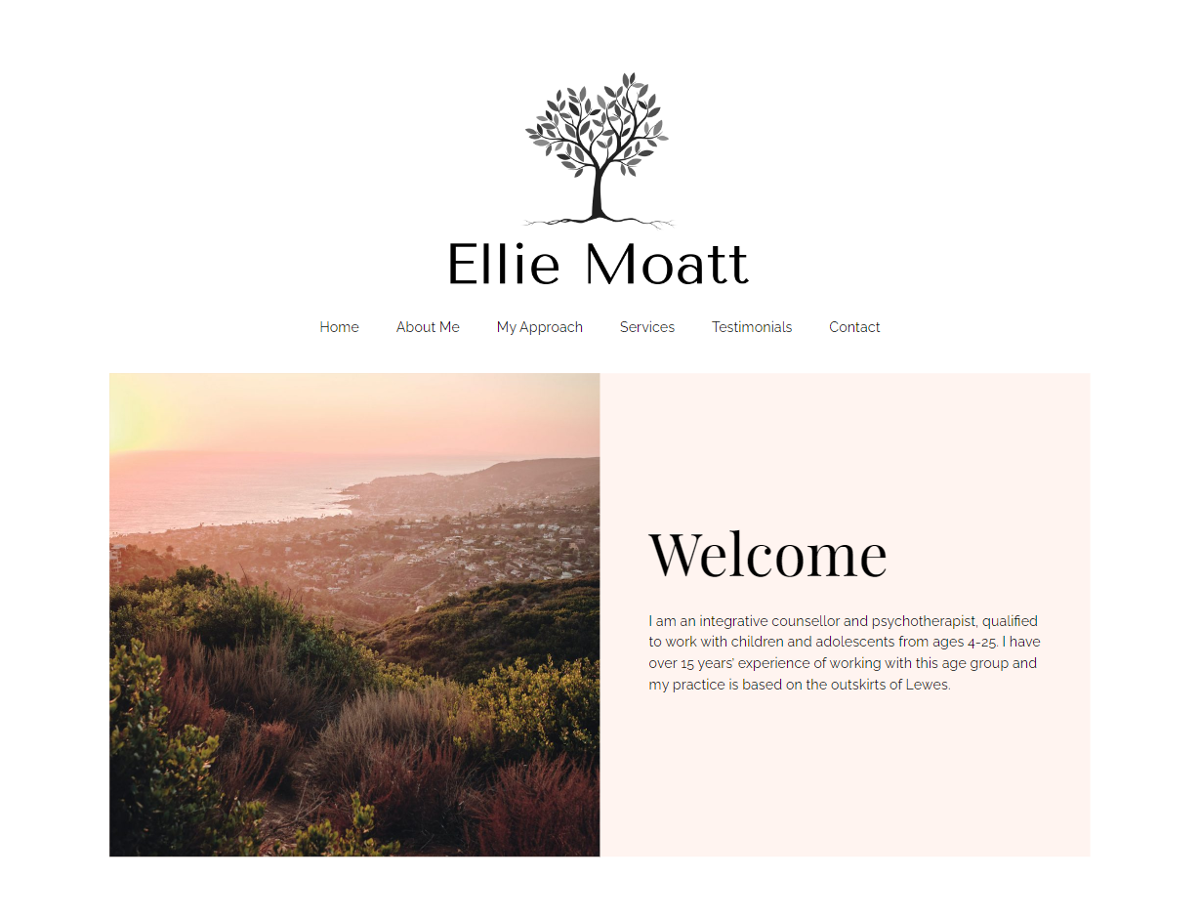 Ellie Moatt
Home About Me My Approach Services Testimonials Contact
Welcome
I am an integrative counsellor and psychotherapist, qualified
to work with children and adolescents from ages 4-25. I have
over 15 years’ experience of working with this age group and
my practice is based on the outskirts of Lewes.